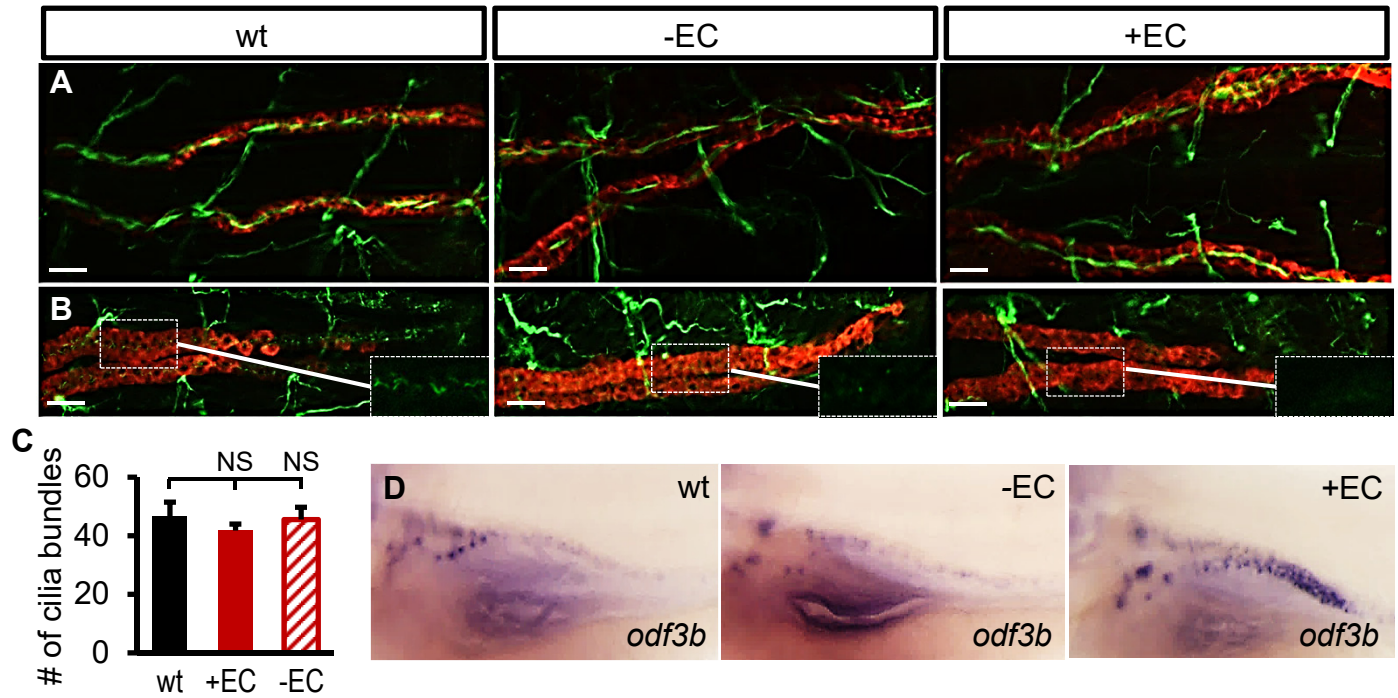 wt -EC +EC
A
B
C
60
40
20
0
# of cilia bundles
NS NS
wt +EC -EC
D wt -EC +EC
odf3b odf3b odf3b